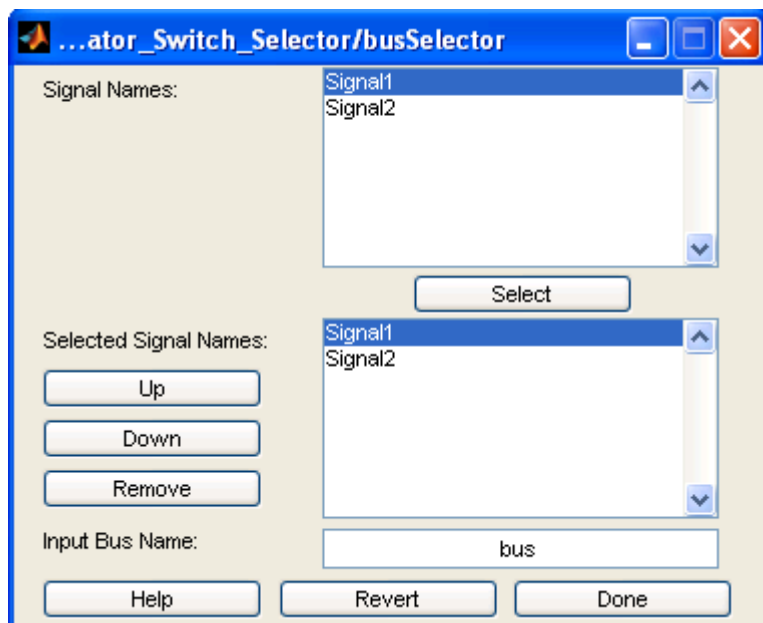 ...ator_Switch_Selector/busSelector
Signal Names:
Signal1
Signal2
Select
Selected Signal Names:
Signal1
Signal2
Up
Down
Remove
Input Bus Name:
bus
Help
Revert
Done